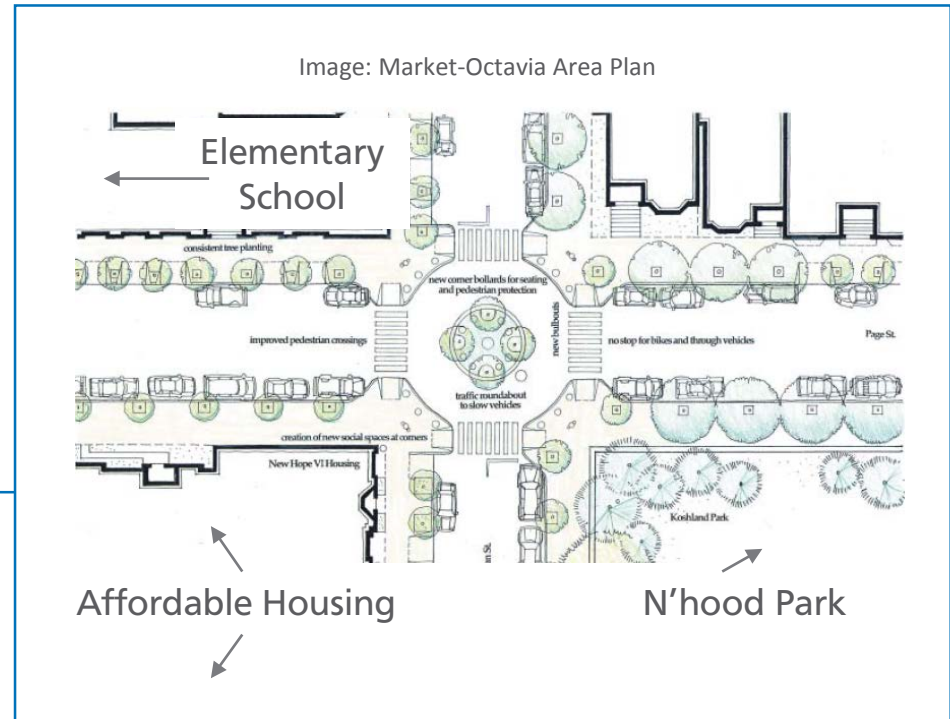 Image: Market-Octavia Area Plan
Elementary
School
consistent tree planting
new corner bollards for seating
and pedestrian protection
new bulbouts
improved pedestrian crossings
no stop for bikes and through vehicles
Page St.
traffic roundabout
to slow vehicles
creation of new social spaces at corners
New Hope VI Housing
Koshland Park
St.
Affordable Housing
N'hood Park